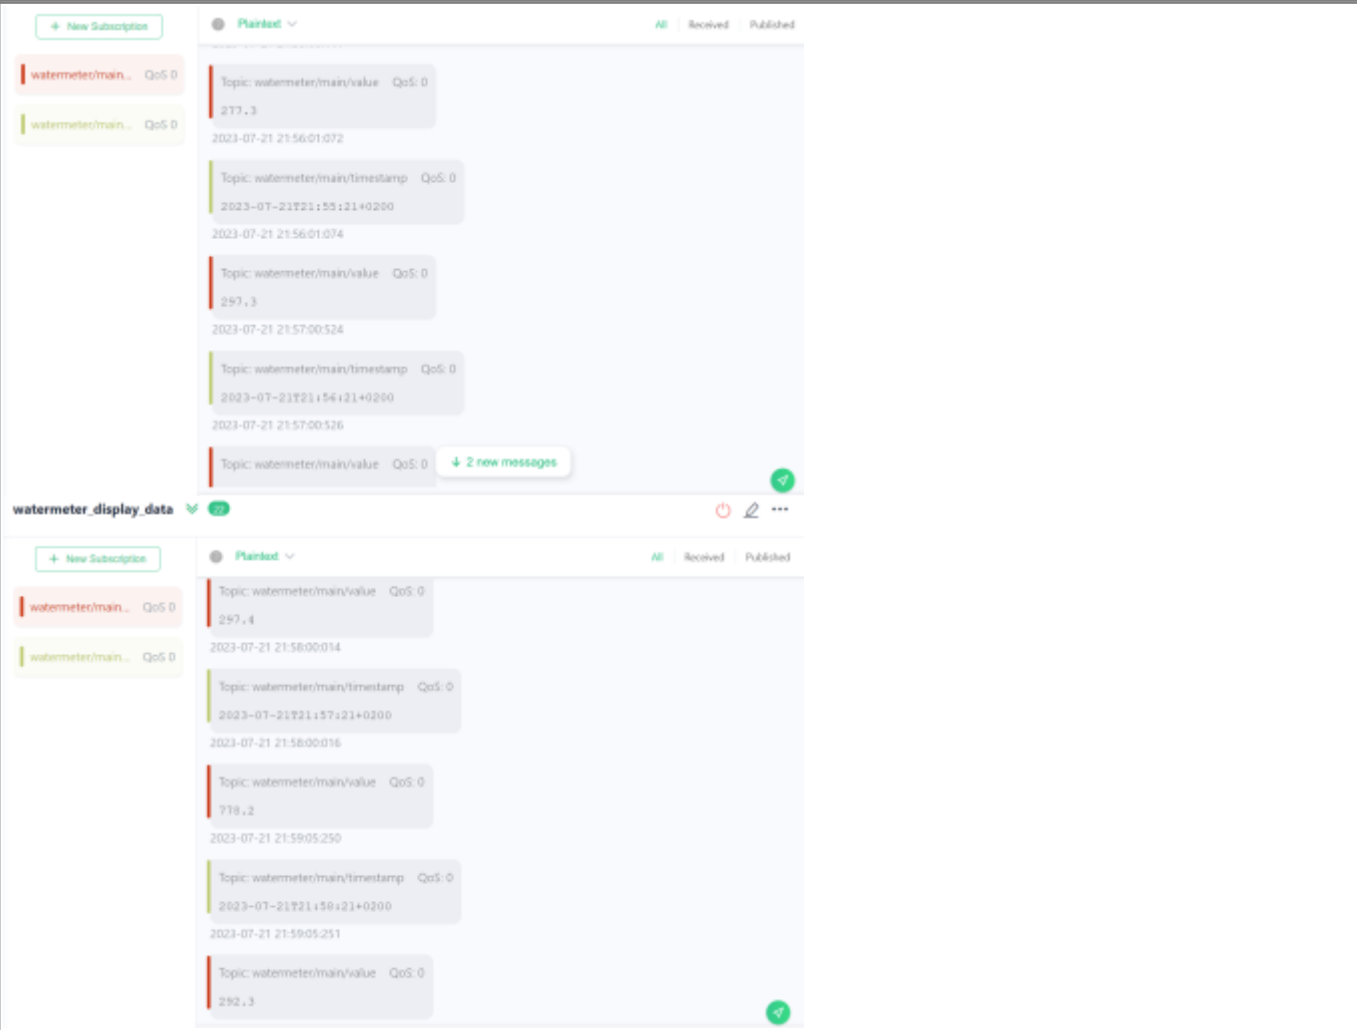 + New Subscription
Plaintext
All Received Published
watermeter/main... QoS 0
watermeter/main... QoS 0
Topic: watermeter/main/value QoS: 0
277.3
2023-07-21 21:56:01:072
Topic: watermeter/main/timestamp QoS: 0
2023-07-21T21:55:21+0200
2023-07-21 21:56:01:074
Topic: watermeter/main/value QoS: 0
297.3
2023-07-21 21:57:00:524
Topic: watermeter/main/timestamp QoS: 0
2023-07-21T21:56:21+0200
2023-07-21 21:57:00:526
Topic: watermeter/main/value QoS: 0
2 new messages
watermeter_display_data 22
+ New Subscription
Plaintext
All Received Published
watermeter/main... QoS 0
watermeter/main... QoS 0
Topic: watermeter/main/value QoS: 0
297.4
2023-07-21 21:58:00:014
Topic: watermeter/main/timestamp QoS: 0
2023-07-21T21:57:21+0200
2023-07-21 21:58:00:016
Topic: watermeter/main/value QoS: 0
778.2
2023-07-21 21:59:05:250
Topic: watermeter/main/timestamp QoS: 0
2023-07-21T21:58:21+0200
2023-07-21 21:59:05:251
Topic: watermeter/main/value QoS: 0
292.3